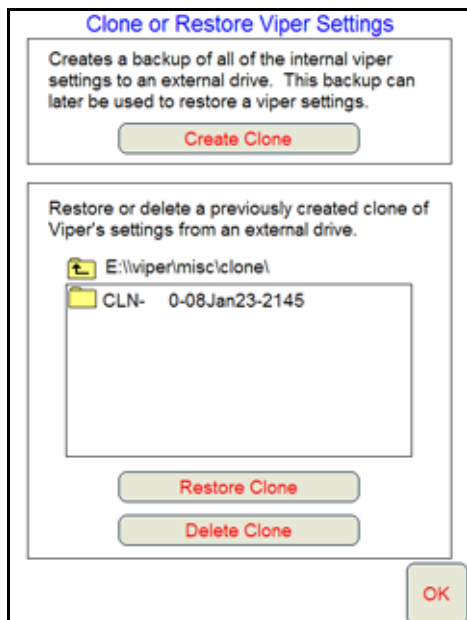 Clone or Restore Viper Settings
Creates a backup of all of the internal viper
settings to an external drive.  This backup can
later be used to restore a viper settings.
Create Clone
Restore or delete a previously created clone of
Viper's settings from an external drive.
E:\\viper\misc\clone\
CLN-    0-08Jan23-2145
Restore Clone
Delete Clone
OK